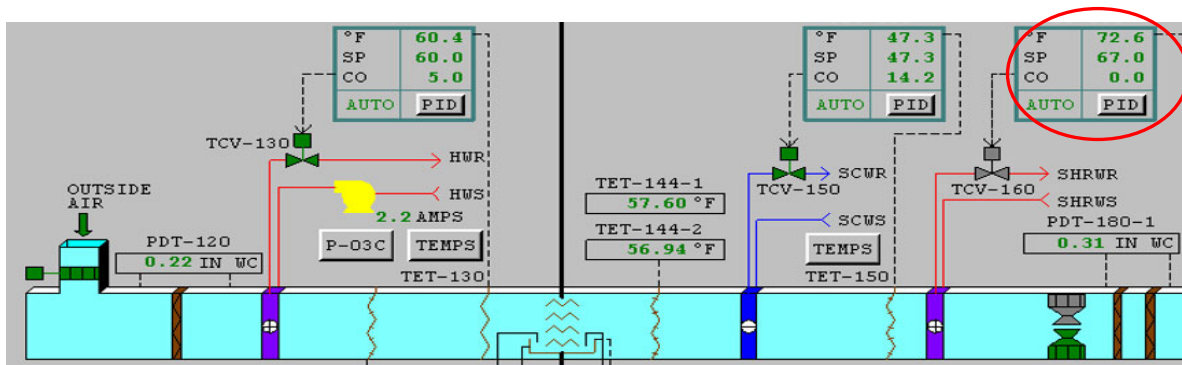 °F 60.4
SP 60.0
CO 5.0
AUTO PID
°F 47.3
SP 47.3
CO 14.2
AUTO PID
°F 72.6
SP 67.0
CO 0.0
AUTO PID
TCV-130
HWR
HWS
2.2 AMPS
P-03C TEMPS
TET-130
OUTSIDE
AIR
PDT-120
0.22 IN WC
TET-144-1
57.60 °F
TET-144-2
56.94 °F
TCV-150
SCWR
SCWS
TEMPS
TET-150
TCV-160
SHRWR
SHRWS
PDT-180-1
0.31 IN WC